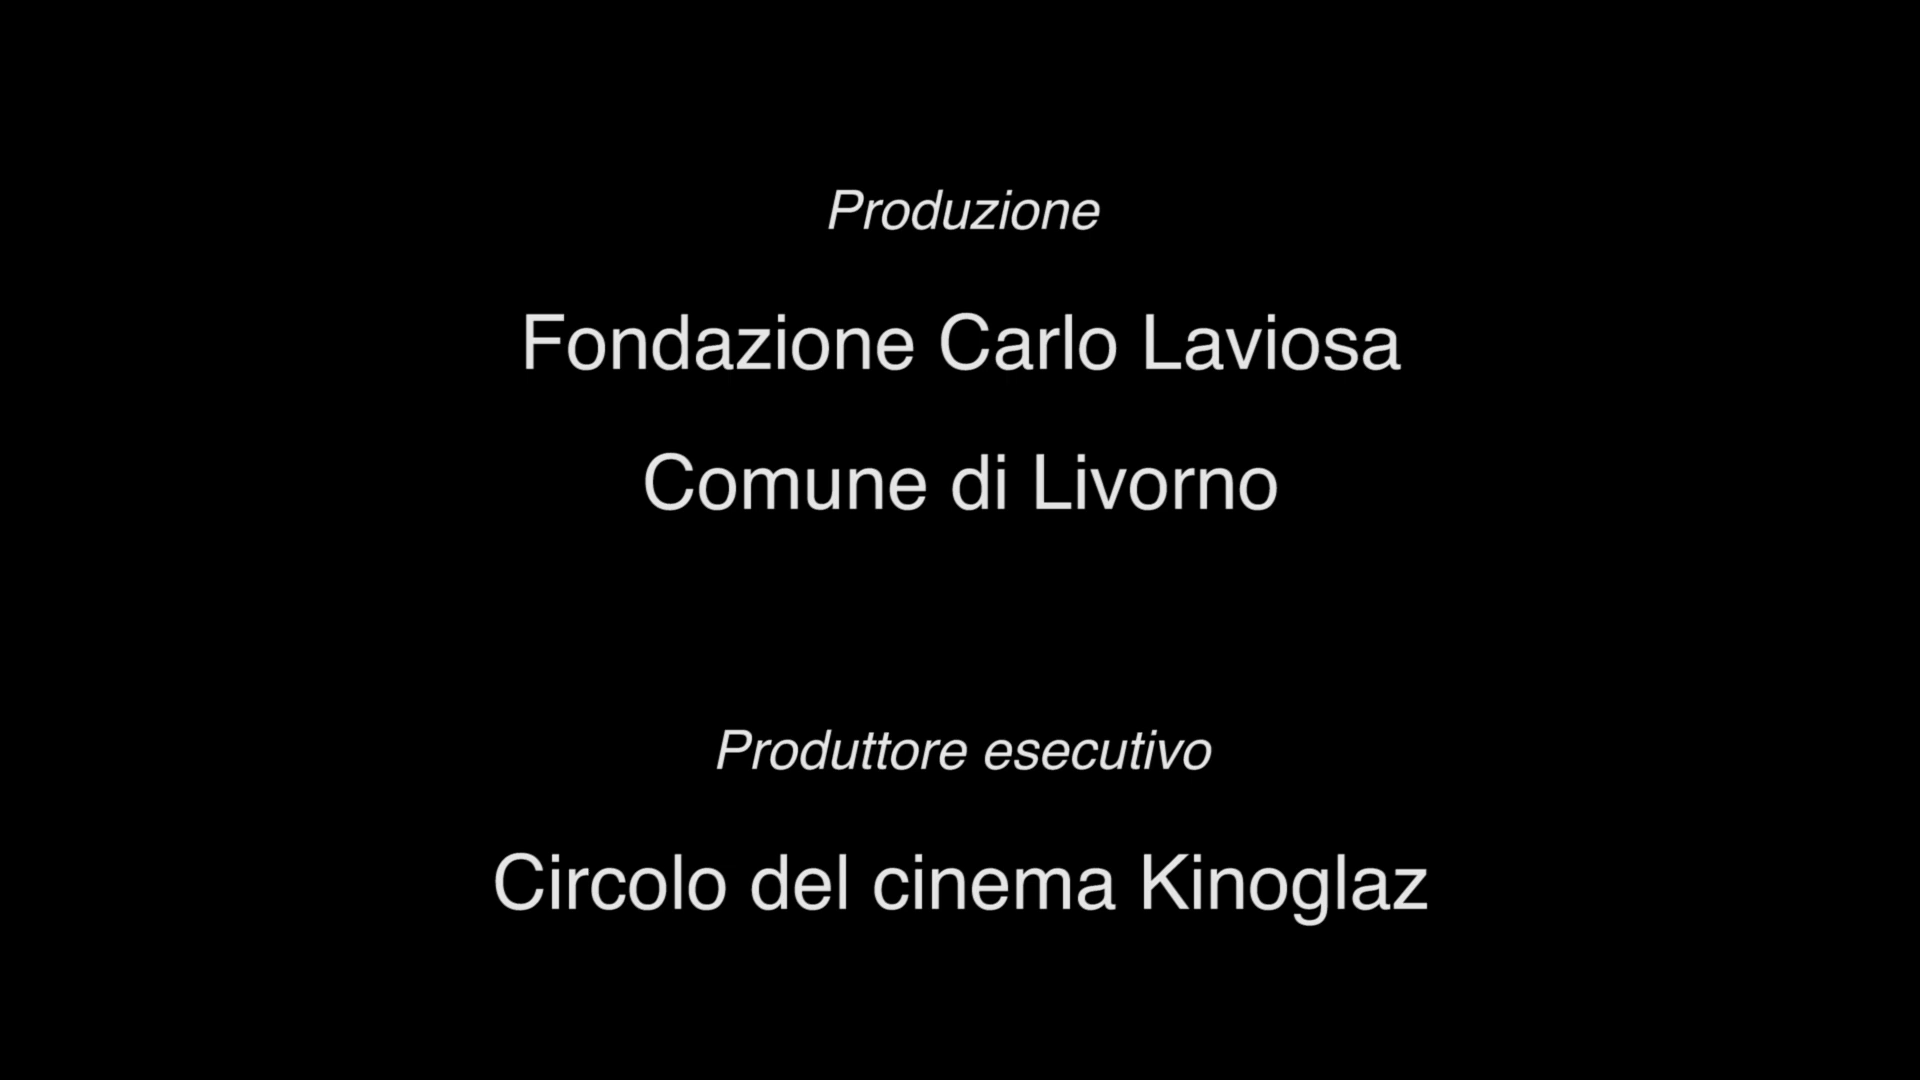 Produzione
Fondazione Carlo Laviosa
Comune di Livorno
Produttore esecutivo
Circolo del cinema Kinoglaz